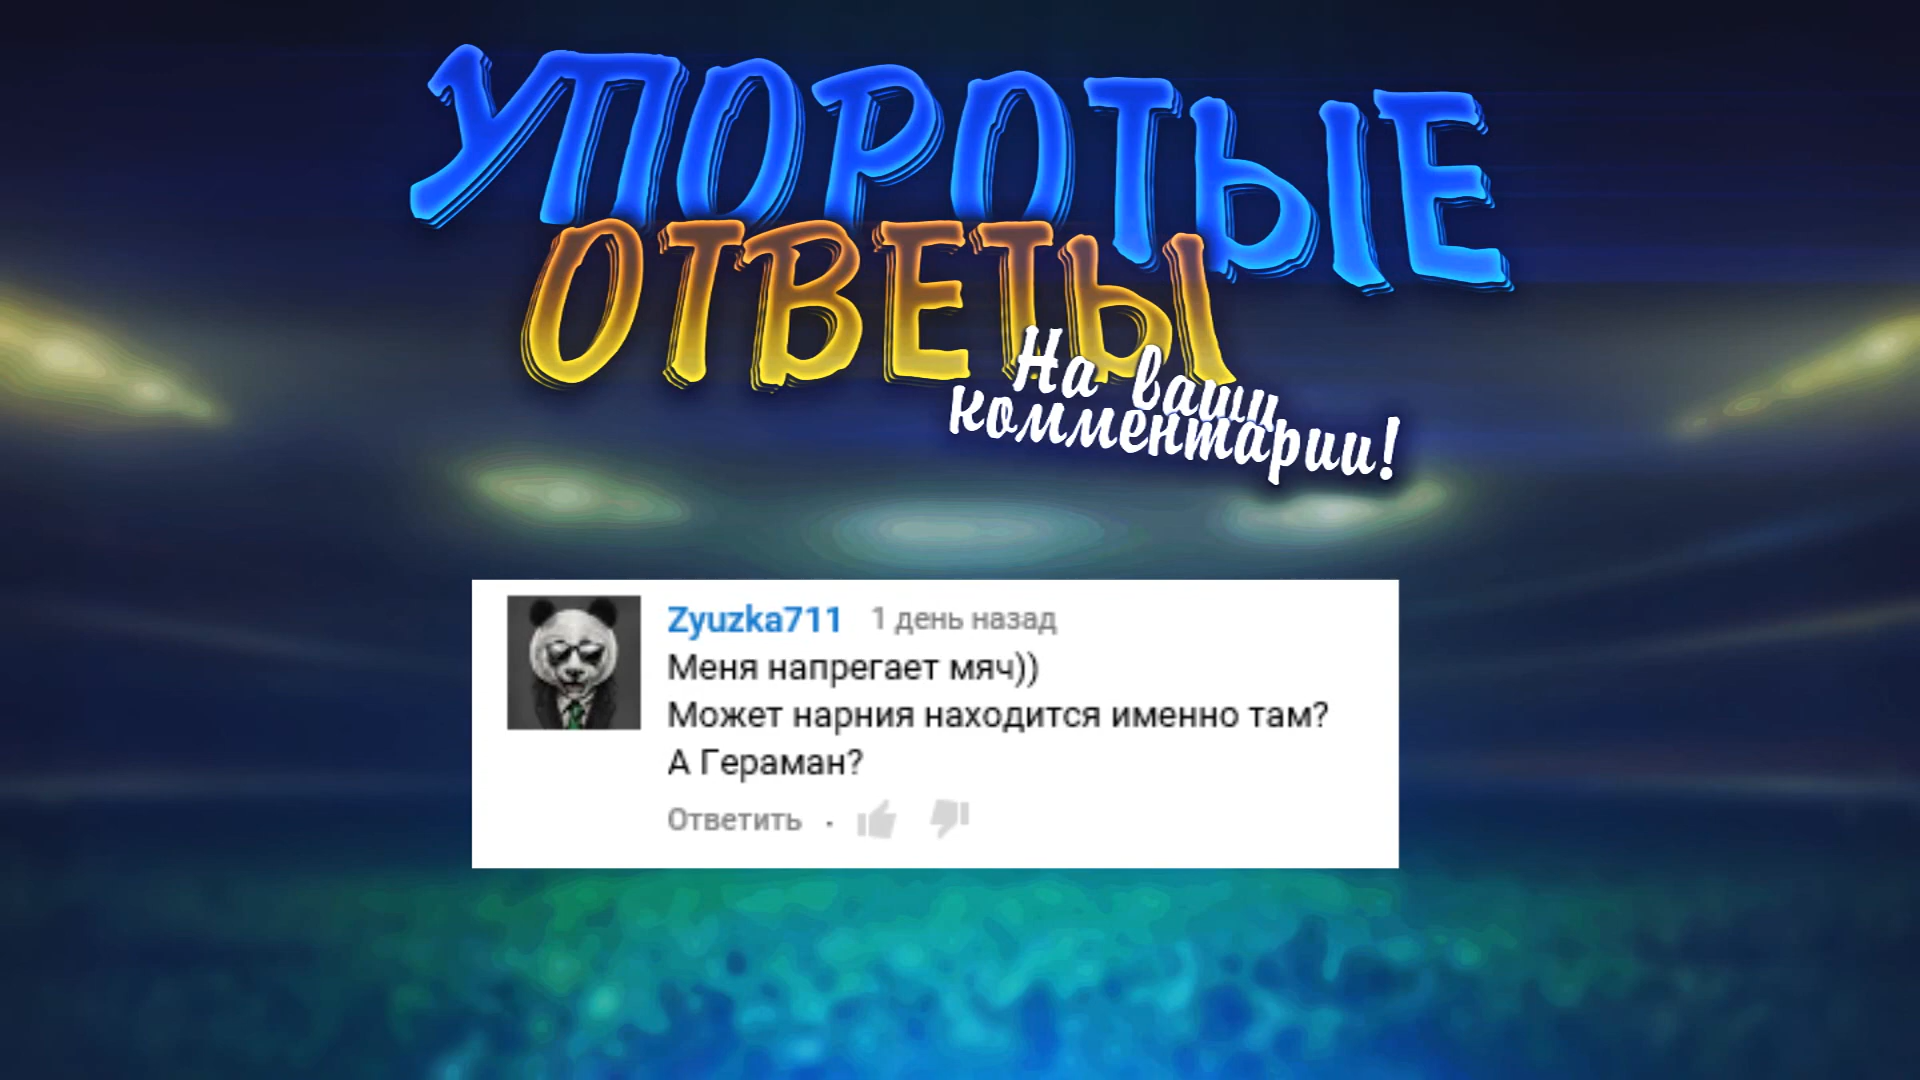 УПОРОТЫЕ
ОТВЕТЫ
На ваши
комментарии!
Zyuzka711 1 день назад
Меня напрегает мяч))
Может нарния находится именно там?
А Гераман?
Ответить ·